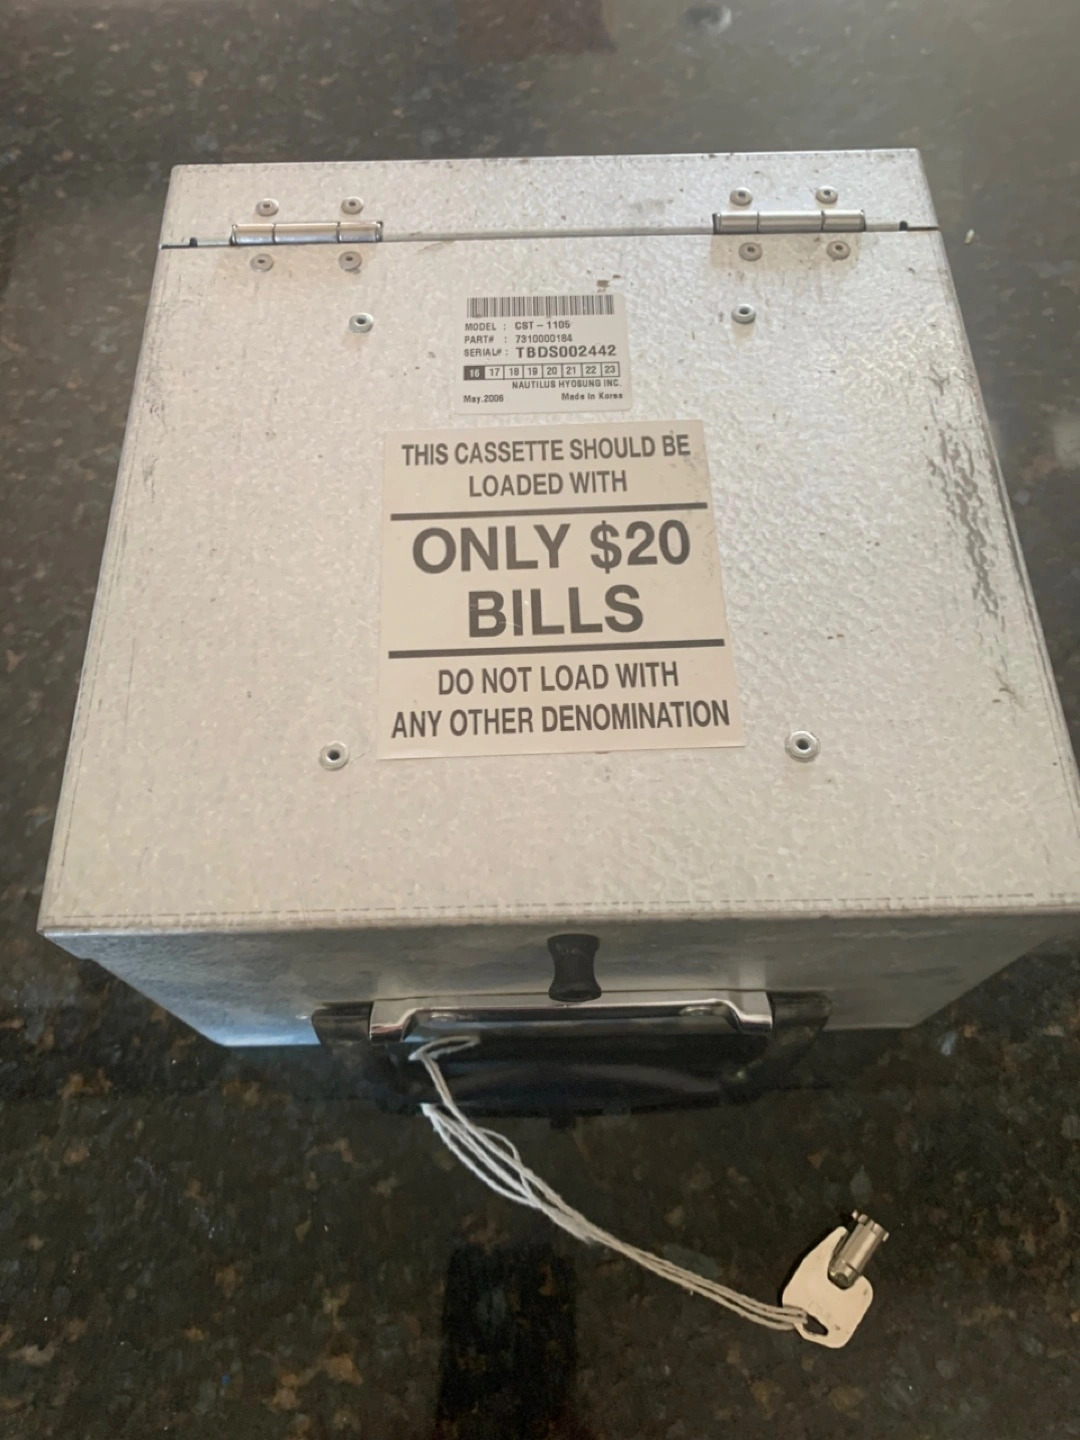 MODEL : CST - 1105
PART# : 7310000184
SERIAL# : TBDS002442
16 17 18 19 20 21 22 23
NAUTILUS HYOSUNG INC.
May.2006 Made In Korea
THIS CASSETTE SHOULD BE
LOADED WITH
ONLY $20
BILLS
DO NOT LOAD WITH
ANY OTHER DENOMINATION